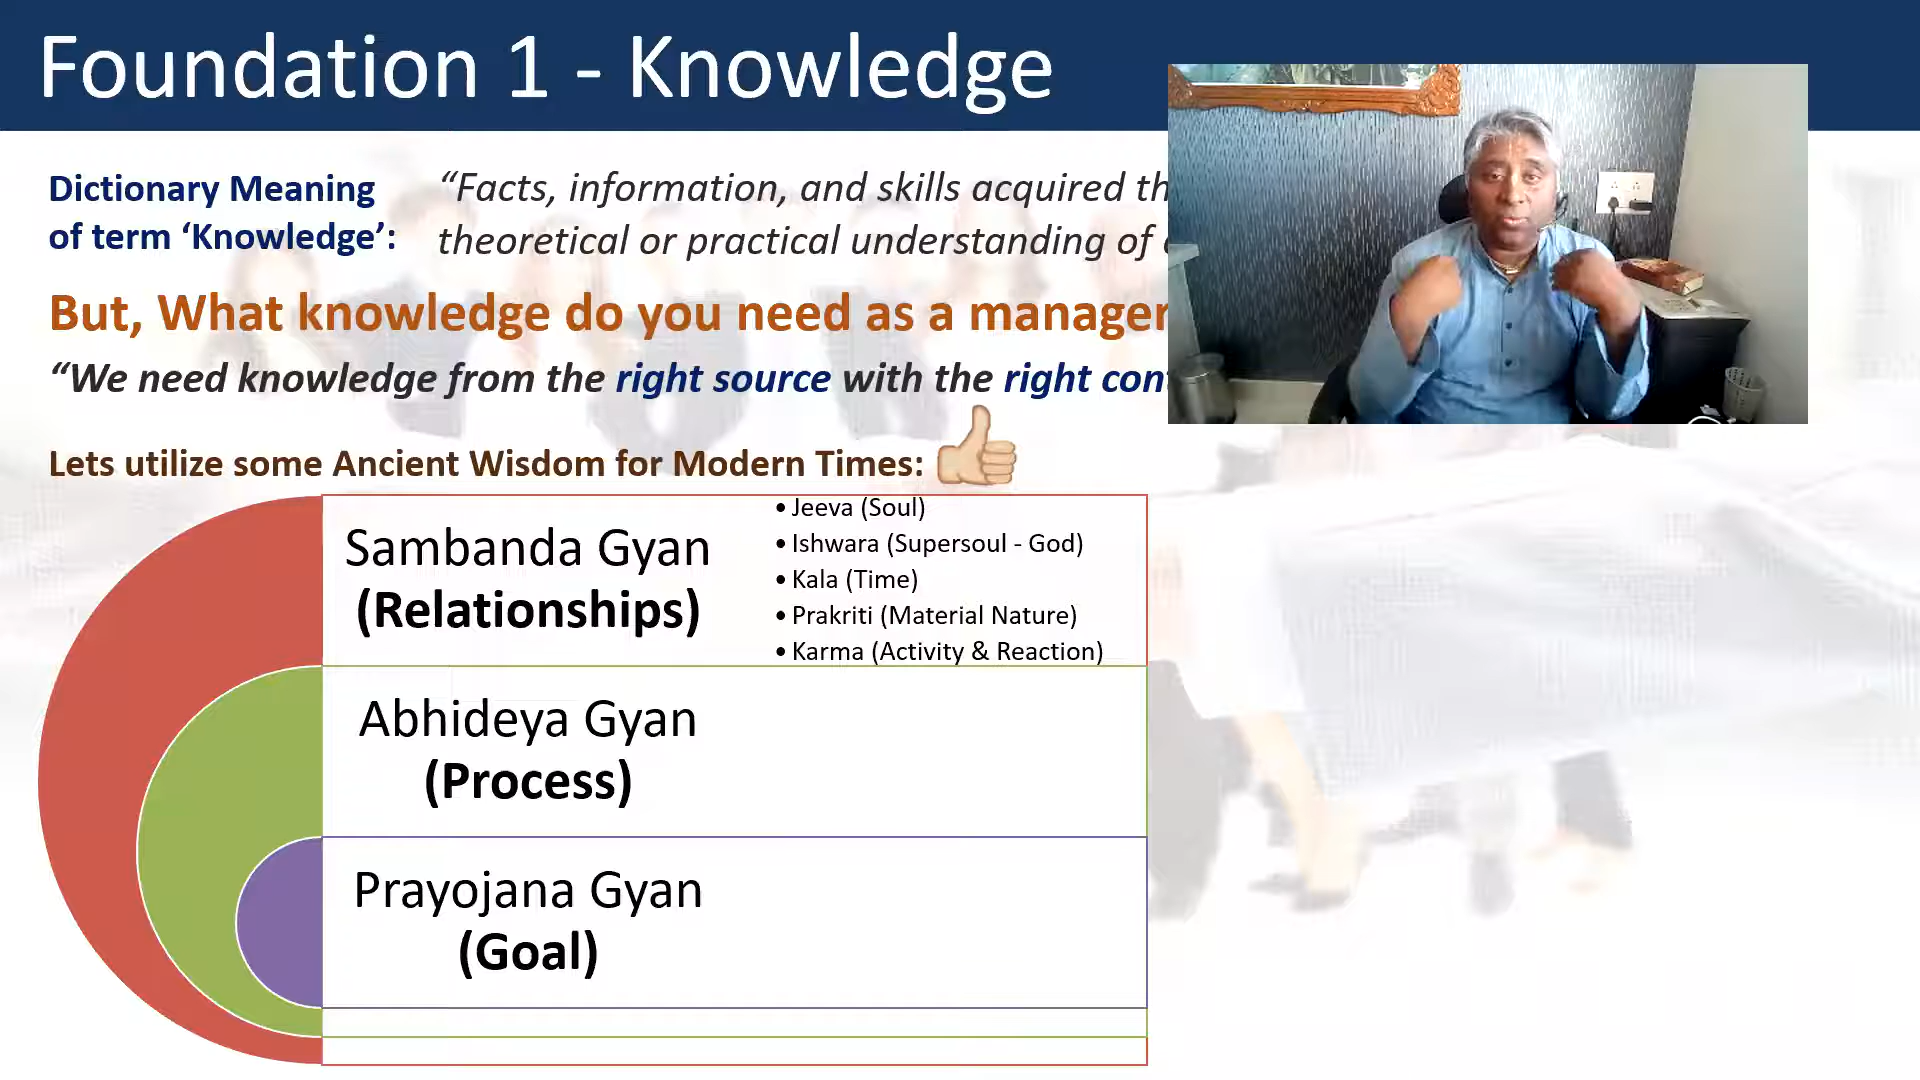 Foundation 1 - Knowledge
Dictionary Meaning
of term ‘Knowledge’:
“Facts, information, and skills acquired th
theoretical or practical understanding of
But, What knowledge do you need as a manager
“We need knowledge from the right source with the right con
Lets utilize some Ancient Wisdom for Modern Times:
Sambanda Gyan
(Relationships)
• Jeeva (Soul)
• Ishwara (Supersoul - God)
• Kala (Time)
• Prakriti (Material Nature)
• Karma (Activity & Reaction)
Abhideya Gyan
(Process)
Prayojana Gyan
(Goal)